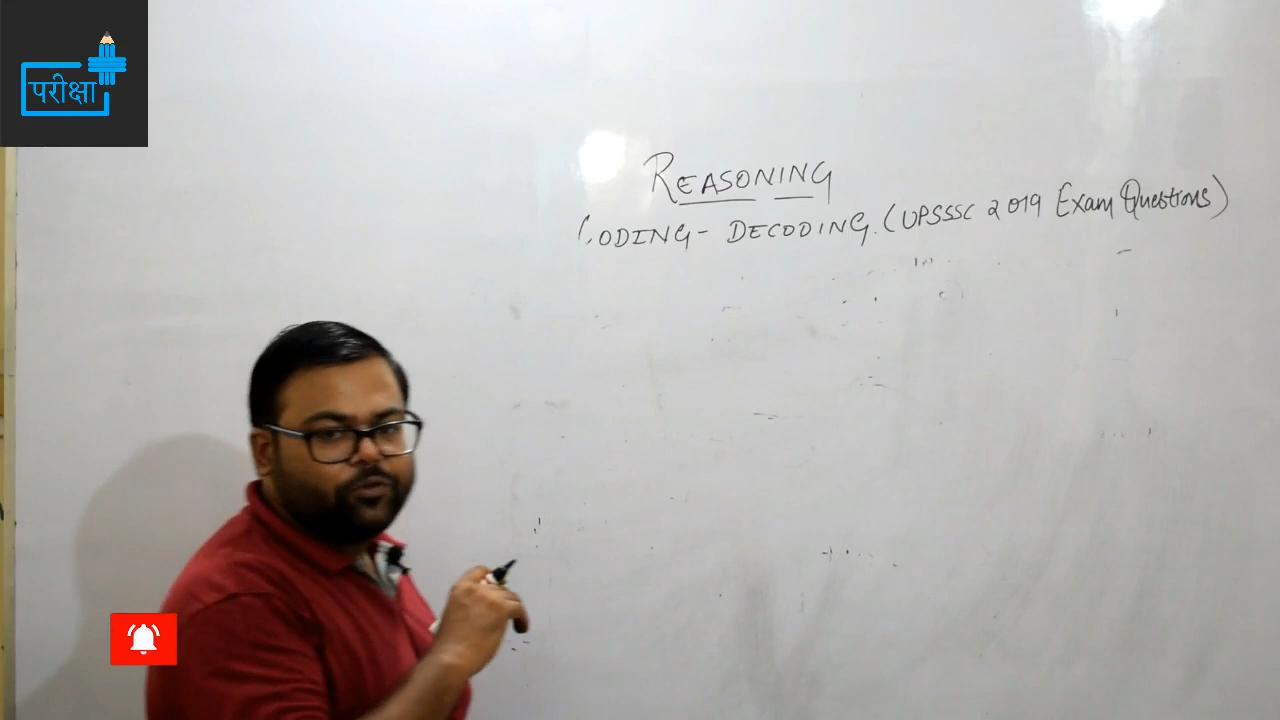 परीक्षा
REASONING
CODING - DECODING. (UPSSSC 2019 Exam Questions)